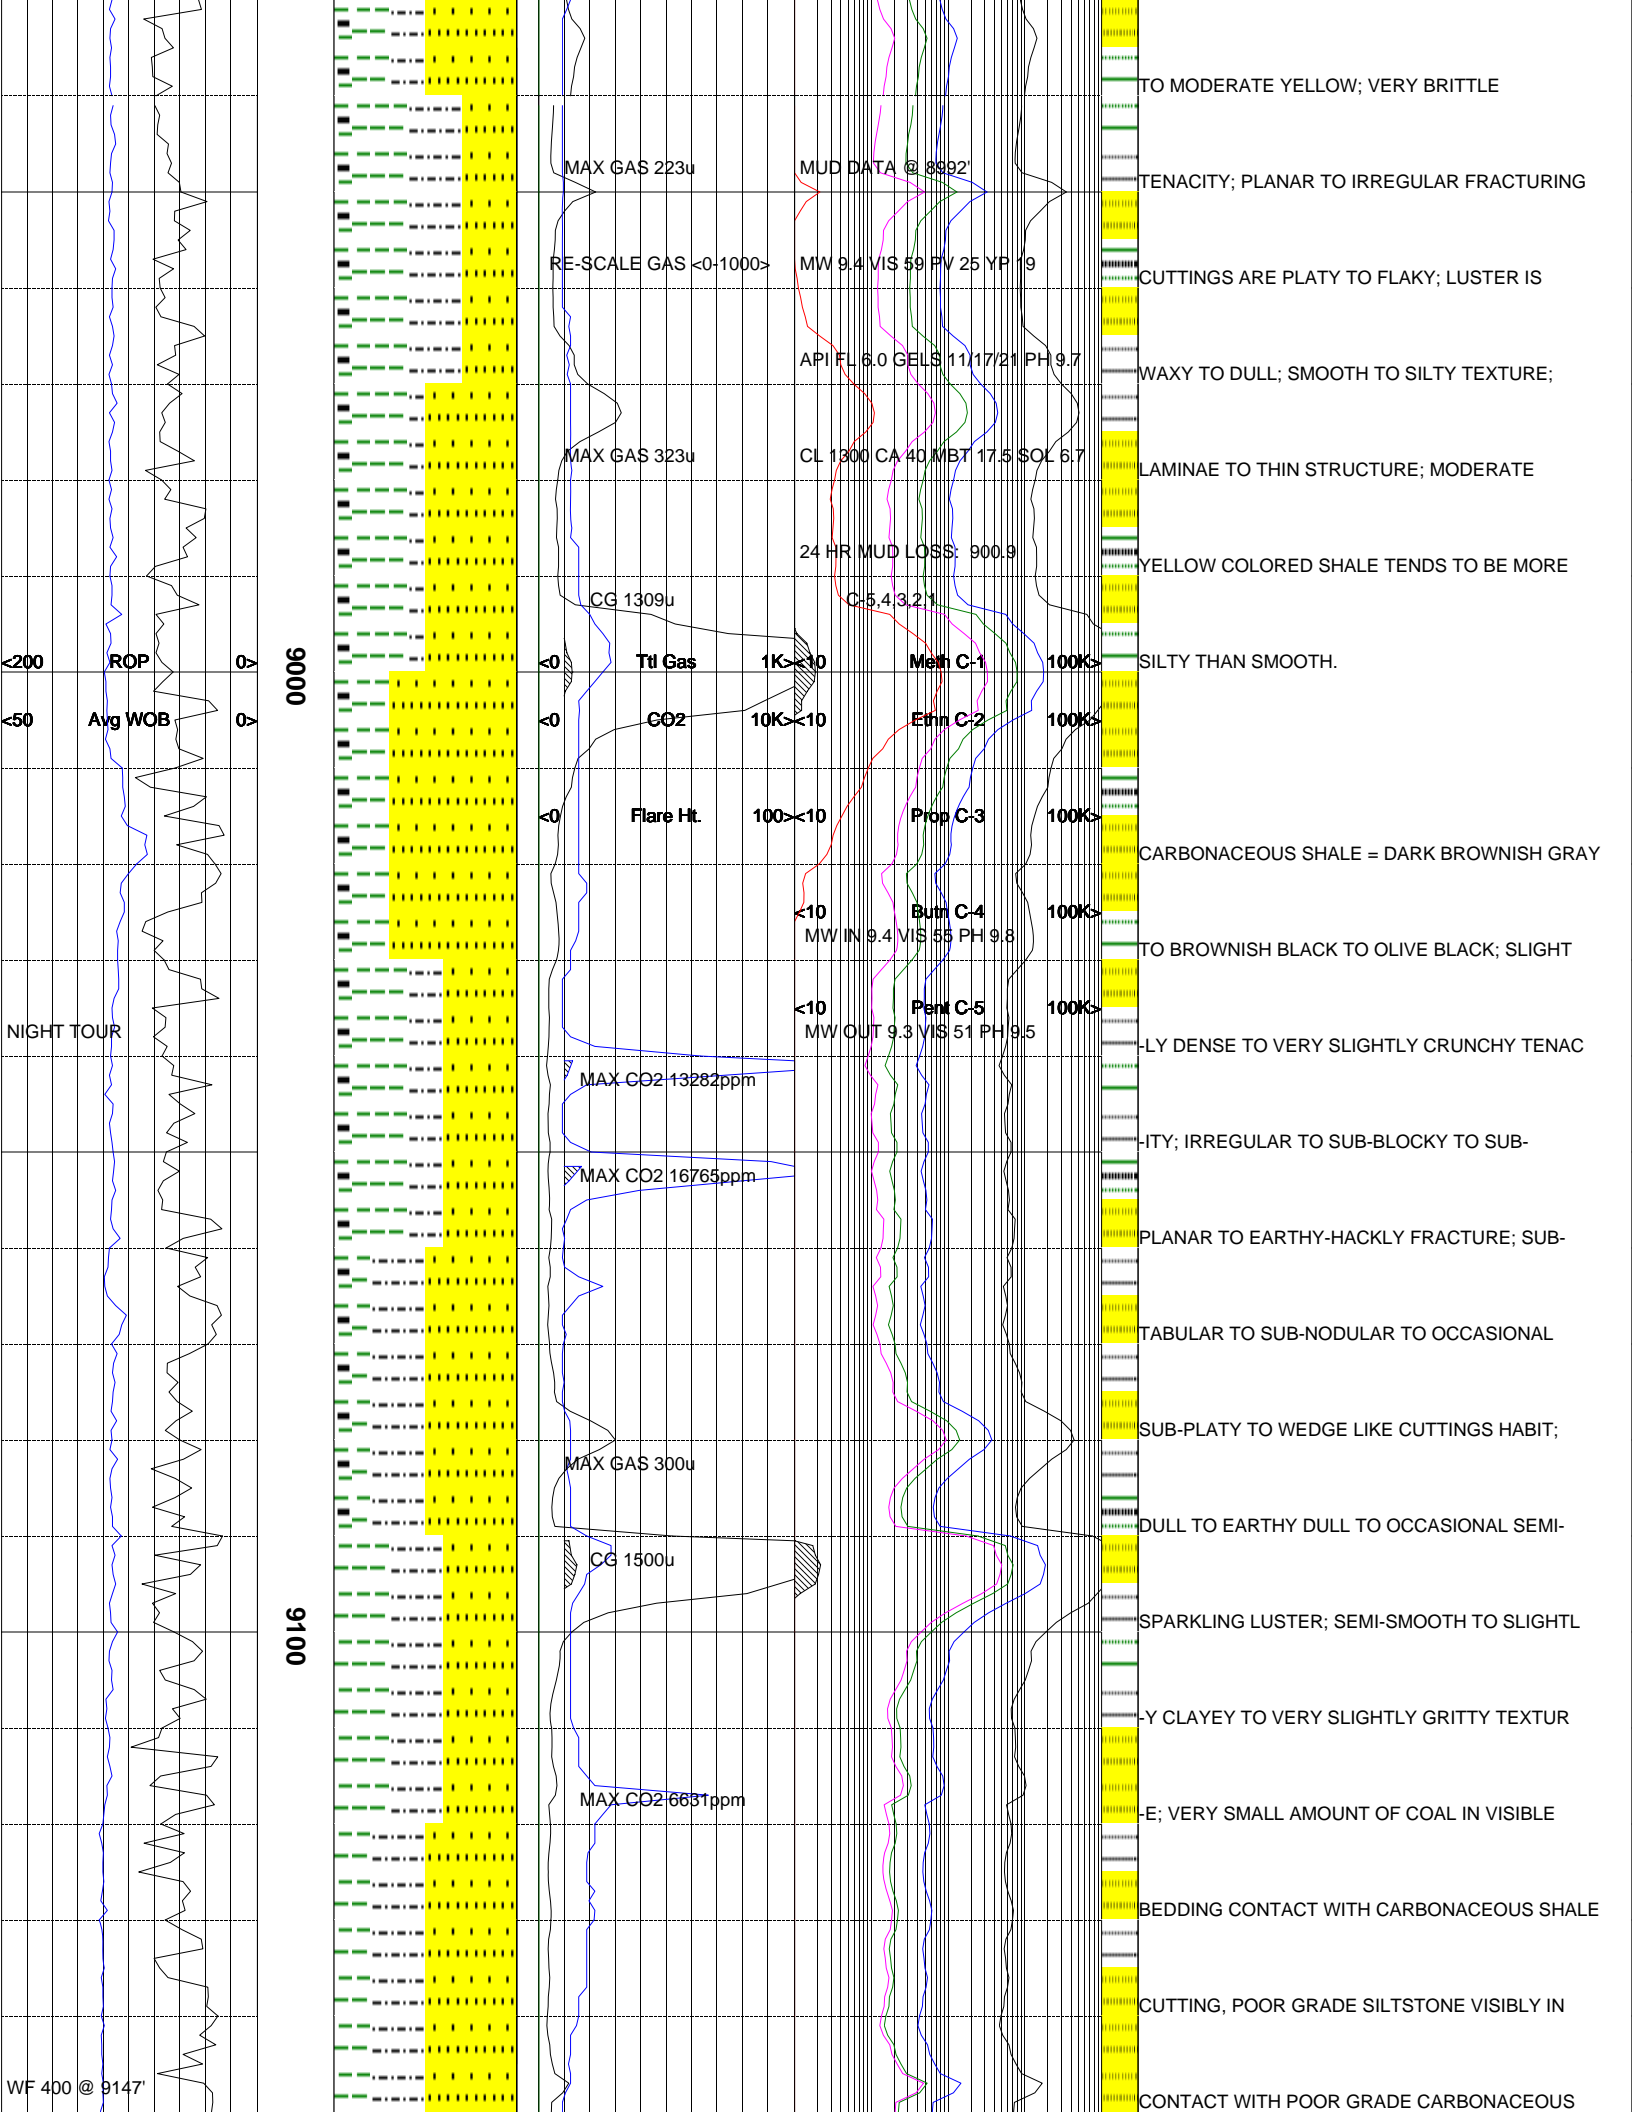 TO MODERATE YELLOW; VERY BRITTLE
MAX GAS 223u
MUD DATA @ 8992'
TENACITY; PLANAR TO IRREGULAR FRACTURING
RE-SCALE GAS <0-1000>
MW 9.4 VIS 59 PV 25 YP 19
CUTTINGS ARE PLATY TO FLAKY; LUSTER IS
API FL 6.0 GELS 11/17/21 PH 9.7
WAXY TO DULL; SMOOTH TO SILTY TEXTURE;
MAX GAS 323u
CL 1300 CA 40 MBT 17.5 SOL 6.7
LAMINAE TO THIN STRUCTURE; MODERATE
24 HR MUD LOSS: 900.9
YELLOW COLORED SHALE TENDS TO BE MORE
CG 1309u
C-5,4,3,2,1
<200 ROP 0>
9000
<0 Ttl Gas 1K>
<10 Meth C-1 100K>
SILTY THAN SMOOTH.
<50 Avg WOB 0>
<0 CO2 10K>
<10 Ethn C-2 100K>
<0 Flare Ht. 100>
<10 Prop C-3 100K>
CARBONACEOUS SHALE = DARK BROWNISH GRAY
<10 Butn C-4 100K>
MW IN 9.4 VIS 55 PH 9.8
TO BROWNISH BLACK TO OLIVE BLACK; SLIGHT
<10 Pent C-5 100K>
NIGHT TOUR
MW OUT 9.3 VIS 51 PH 9.5
-LY DENSE TO VERY SLIGHTLY CRUNCHY TENAC
MAX CO2 13282ppm
-ITY; IRREGULAR TO SUB-BLOCKY TO SUB-
MAX CO2 16765ppm
PLANAR TO EARTHY-HACKLY FRACTURE; SUB-
TABULAR TO SUB-NODULAR TO OCCASIONAL
SUB-PLATY TO WEDGE LIKE CUTTINGS HABIT;
MAX GAS 300u
DULL TO EARTHY DULL TO OCCASIONAL SEMI-
CG 1500u
9100
SPARKLING LUSTER; SEMI-SMOOTH TO SLIGHTL
-Y CLAYEY TO VERY SLIGHTLY GRITTY TEXTUR
MAX CO2 6631ppm
-E; VERY SMALL AMOUNT OF COAL IN VISIBLE
BEDDING CONTACT WITH CARBONACEOUS SHALE
CUTTING, POOR GRADE SILTSTONE VISIBLY IN
WF 400 @ 9147'
CONTACT WITH POOR GRADE CARBONACEOUS